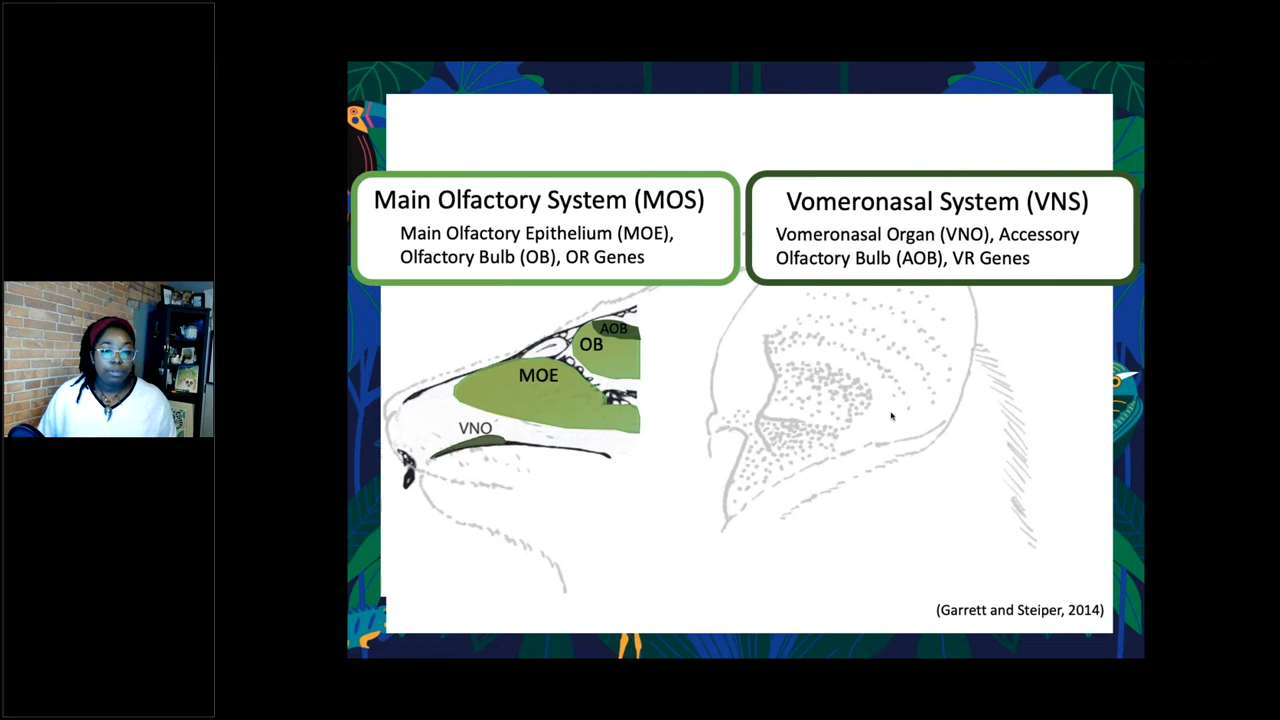 Main Olfactory System (MOS)
Main Olfactory Epithelium (MOE),
Olfactory Bulb (OB), OR Genes
Vomeronasal System (VNS)
Vomeronasal Organ (VNO), Accessory
Olfactory Bulb (AOB), VR Genes
AOB
OB
MOE
VNO
(Garrett and Steiper, 2014)